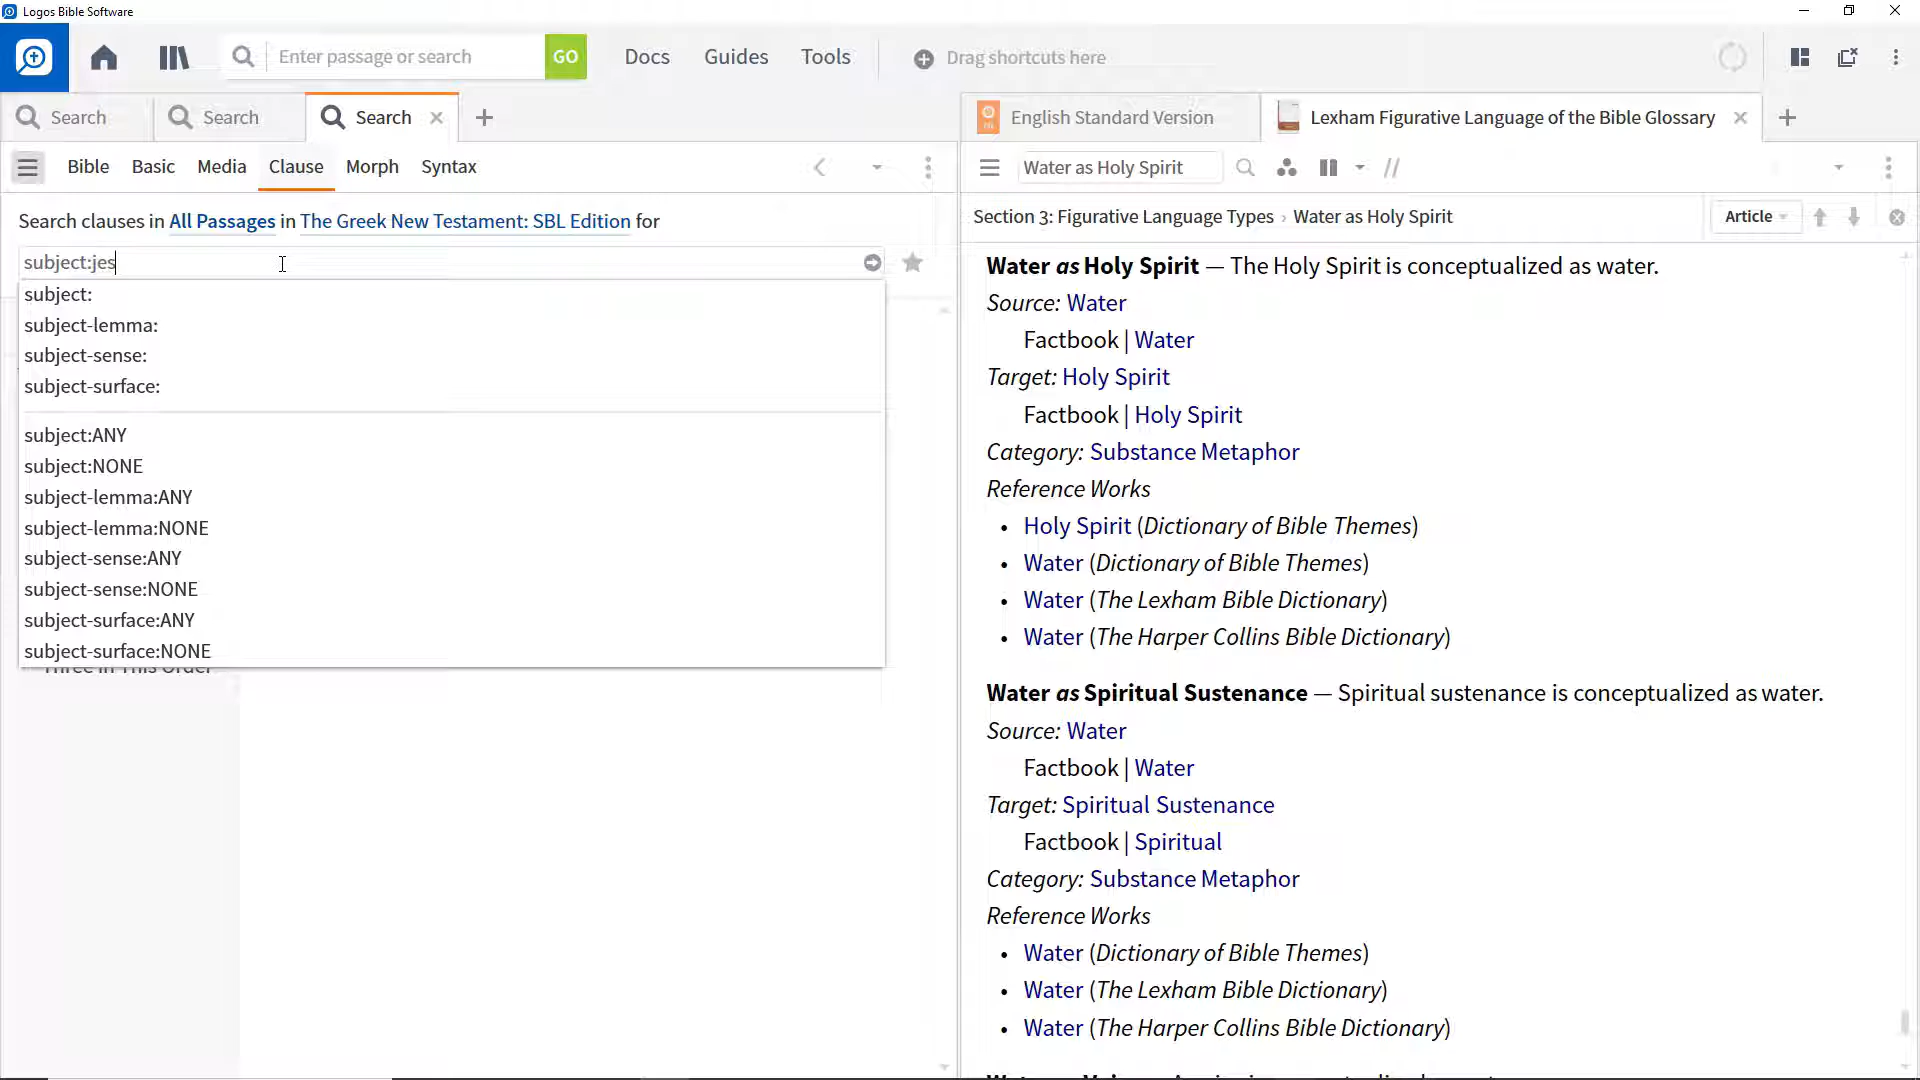 Logos Bible Software
Enter passage or search
GO
Docs
Guides
Tools
Drag shortcuts here
Search
Search
Search
English Standard Version
Lexham Figurative Language of the Bible Glossary
Bible
Basic
Media
Clause
Morph
Syntax
Water as Holy Spirit
Search clauses in All Passages in The Greek New Testament: SBL Edition for
subject:jes
subject:
subject-lemma:
subject-sense:
subject-surface:
subject:ANY
subject:NONE
subject-lemma:ANY
subject-lemma:NONE
subject-sense:ANY
subject-sense:NONE
subject-surface:ANY
subject-surface:NONE
Three in This Order
Section 3: Figurative Language Types › Water as Holy Spirit
Article
Water as Holy Spirit — The Holy Spirit is conceptualized as water.
Source: Water
Factbook | Water
Target: Holy Spirit
Factbook | Holy Spirit
Category: Substance Metaphor
Reference Works
• Holy Spirit (Dictionary of Bible Themes)
• Water (Dictionary of Bible Themes)
• Water (The Lexham Bible Dictionary)
• Water (The Harper Collins Bible Dictionary)
Water as Spiritual Sustenance — Spiritual sustenance is conceptualized as water.
Source: Water
Factbook | Water
Target: Spiritual Sustenance
Factbook | Spiritual
Category: Substance Metaphor
Reference Works
• Water (Dictionary of Bible Themes)
• Water (The Lexham Bible Dictionary)
• Water (The Harper Collins Bible Dictionary)